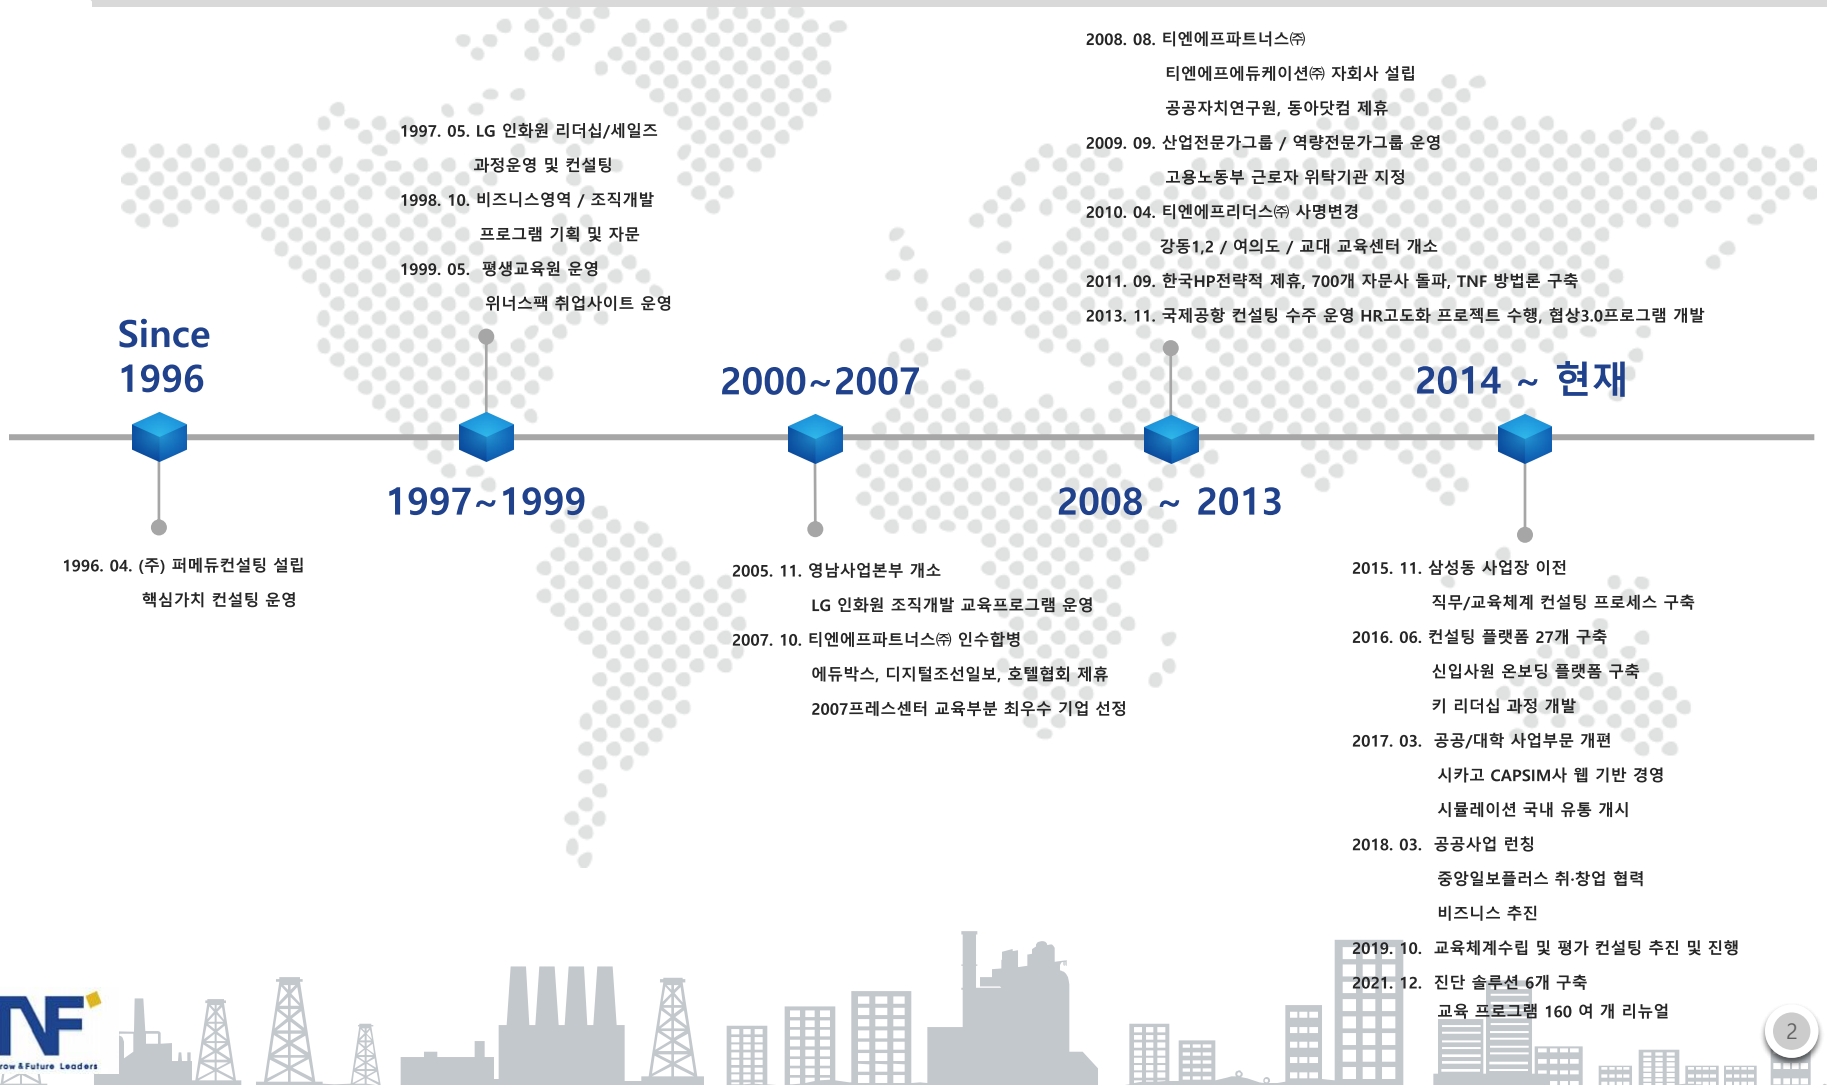 Since
1996
1996. 04. (주) 퍼메듀컨설팅 설립
핵심가치 컨설팅 운영
1997. 05. LG 인화원 리더십/세일즈
과정운영 및 컨설팅
1998. 10. 비즈니스영역 / 조직개발
프로그램 기획 및 자문
1999. 05. 평생교육원 운영
위너스팩 취업사이트 운영
1997~1999
2000~2007
2005. 11. 영남사업본부 개소
LG 인화원 조직개발 교육프로그램 운영
2007. 10. 티엔에프파트너스㈜ 인수합병
에듀박스, 디지털조선일보, 호텔협회 제휴
2007프레스센터 교육부분 최우수 기업 선정
2008. 08. 티엔에프파트너스㈜
티엔에프에듀케이션㈜ 자회사 설립
공공자치연구원, 동아닷컴 제휴
2009. 09. 산업전문가그룹 / 역량전문가그룹 운영
고용노동부 근로자 위탁기관 지정
2010. 04. 티엔에프리더스㈜ 사명변경
강동1,2 / 여의도 / 교대 교육센터 개소
2011. 09. 한국HP전략적 제휴, 700개 자문사 돌파, TNF 방법론 구축
2013. 11. 국제공항 컨설팅 수주 운영 HR고도화 프로젝트 수행, 협상3.0프로그램 개발
2008 ~ 2013
2014 ~ 현재
2015. 11. 삼성동 사업장 이전
직무/교육체계 컨설팅 프로세스 구축
2016. 06. 컨설팅 플랫폼 27개 구축
신입사원 온보딩 플랫폼 구축
키 리더십 과정 개발
2017. 03. 공공/대학 사업부문 개편
시카고 CAPSIM사 웹 기반 경영
시뮬레이션 국내 유통 개시
2018. 03. 공공사업 런칭
중앙일보플러스 취·창업 협력
비즈니스 추진
2019. 10. 교육체계수립 및 평가 컨설팅 추진 및 진행
2021. 12. 진단 솔루션 6개 구축
교육 프로그램 160 여 개 리뉴얼
TNF
row & Future Leaders
2